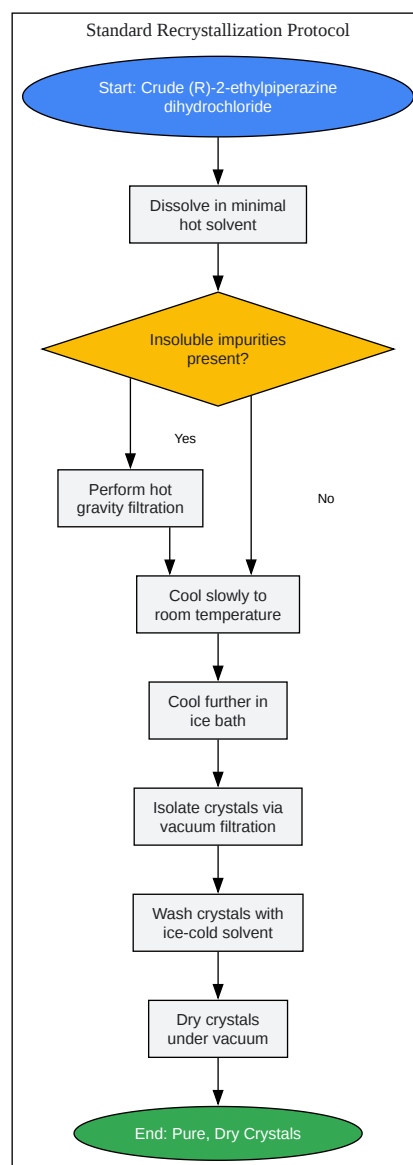 Standard Recrystallization Protocol
Start: Crude (R)-2-ethylpiperazine
dihydrochloride
Dissolve in minimal
hot solvent
Insoluble impurities
present?
Yes
Perform hot
gravity filtration
No
Cool slowly to
room temperature
Cool further in
ice bath
Isolate crystals via
vacuum filtration
Wash crystals with
ice-cold solvent
Dry crystals
under vacuum
End: Pure, Dry Crystals